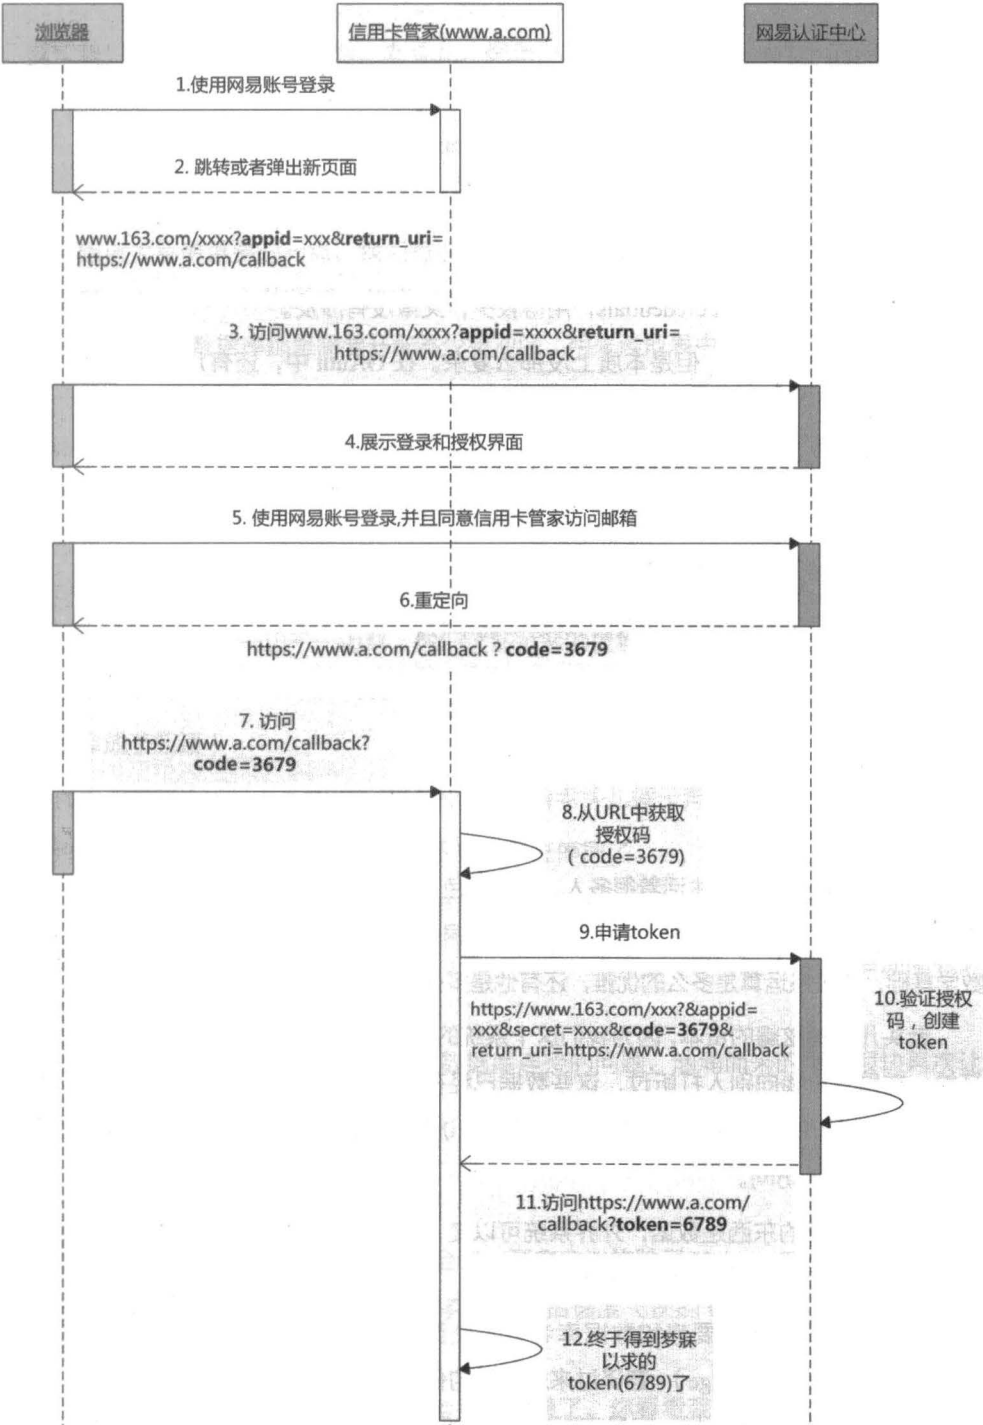 浏览器
信用卡管家(www.a.com)
网易认证中心
1.使用网易账号登录
2. 跳转或者弹出新页面
www.163.com/xxxx?appid=xxx&return_uri=
https://www.a.com/callback
3. 访问www.163.com/xxxx?appid=xxxx&return_uri=
https://www.a.com/callback
4.展示登录和授权界面
5. 使用网易账号登录,并且同意信用卡管家访问邮箱
6.重定向
https://www.a.com/callback ? code=3679
7. 访问
https://www.a.com/callback?
code=3679
8.从URL中获取
授权码
( code=3679)
9.申请token
https://www.163.com/xxx?&appid=
xxx&secret=xxxx&code=3679&
return_uri=https://www.a.com/callback
10.验证授权
码，创建
token
11.访问https://www.a.com/
callback?token=6789
12.终于得到梦寐
以求的
token(6789)了